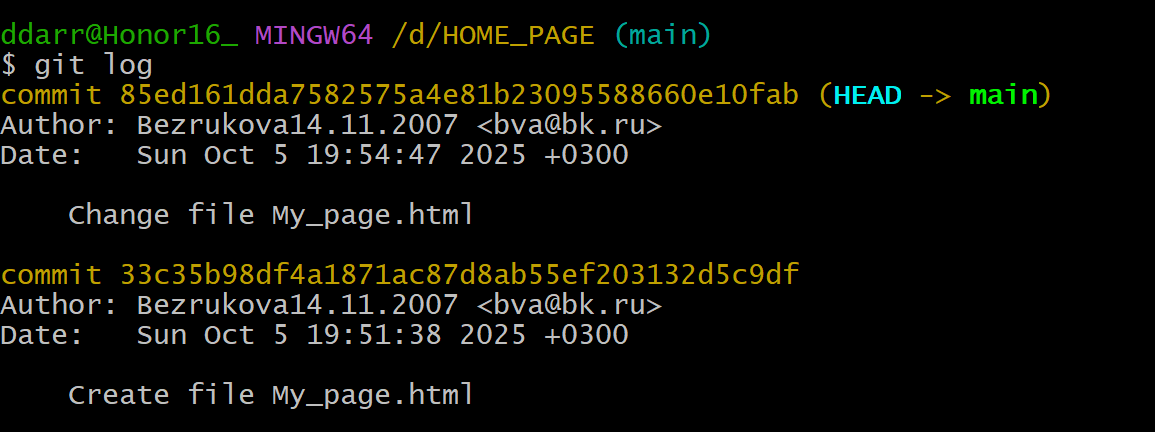 ddarr@Honor16_ MINGW64 /d/HOME_PAGE (main)
$ git log
commit 85ed161dda7582575a4e81b23095588660e10fab (HEAD -> main)
Author: Bezrukova14.11.2007 <bva@bk.ru>
Date:   Sun Oct 5 19:54:47 2025 +0300
    Change file My_page.html
commit 33c35b98df4a1871ac87d8ab55ef203132d5c9df
Author: Bezrukova14.11.2007 <bva@bk.ru>
Date:   Sun Oct 5 19:51:38 2025 +0300
    Create file My_page.html